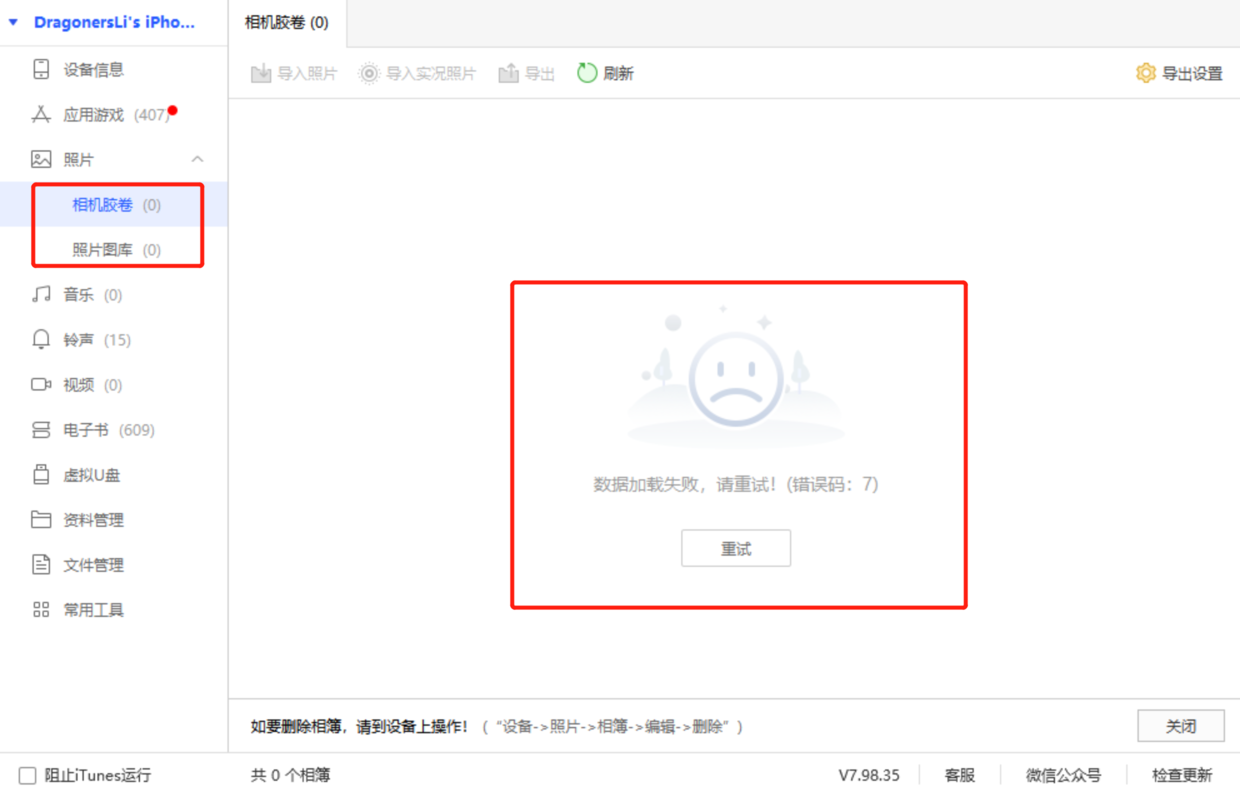 DragonersLi's iPho...
相机胶卷 (0)
导入照片 导入实况照片 导出 刷新 导出设置
设备信息
应用游戏 (407)
照片
相机胶卷 (0)
照片图库 (0)
音乐 (0)
铃声 (15)
视频 (0)
电子书 (609)
虚拟U盘
资料管理
文件管理
常用工具
数据加载失败，请重试！(错误码：7)
重试
如要删除相簿，请到设备上操作！（“设备->照片->相簿->编辑->删除”）
关闭
阻止iTunes运行
共 0 个相簿
V7.98.35 客服 微信公众号 检查更新